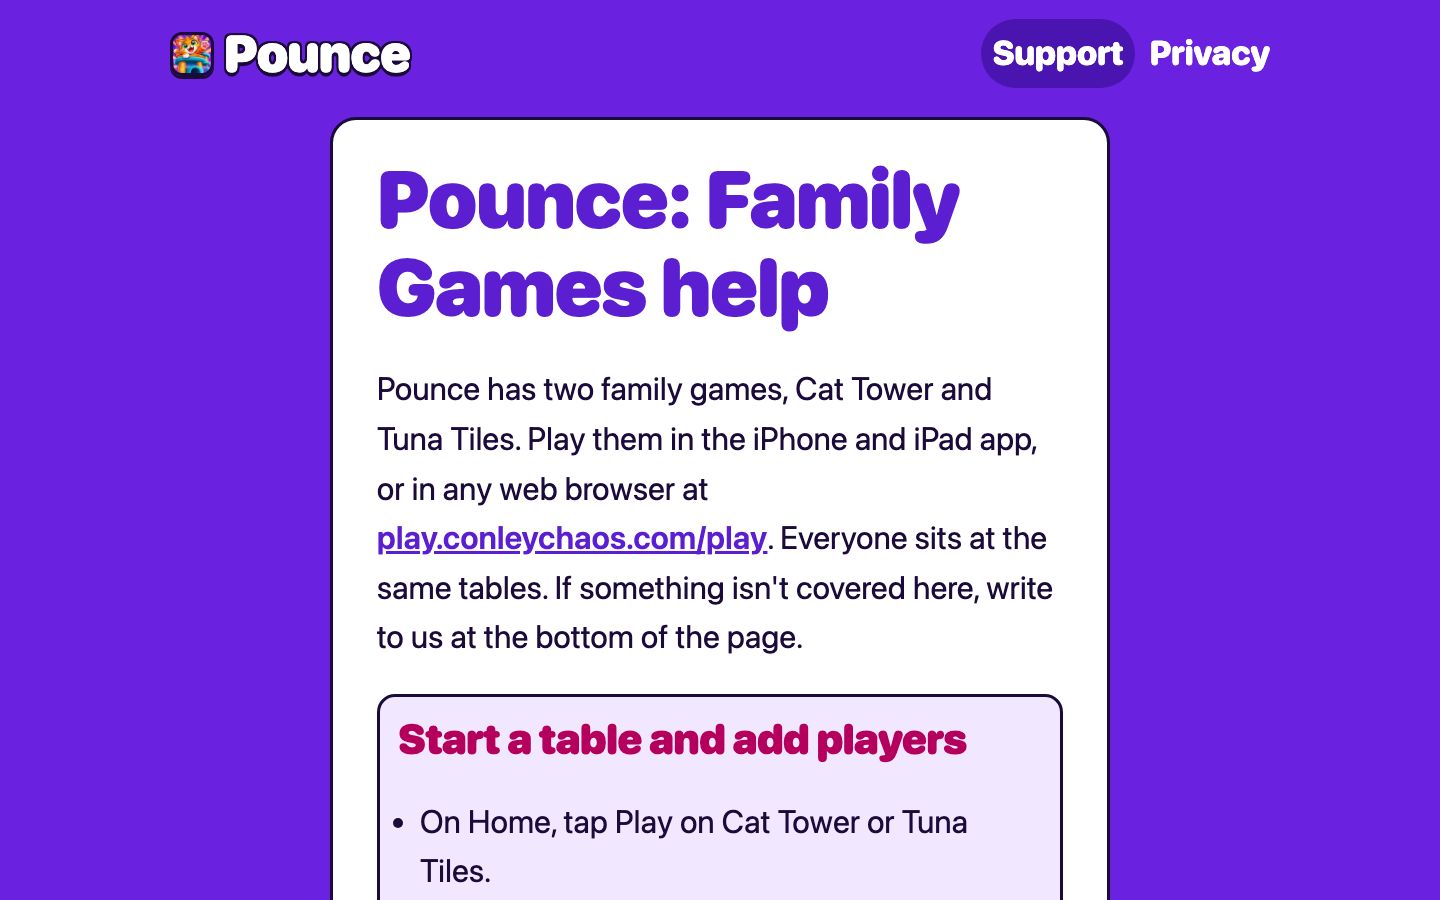 Pounce
Support
Privacy
Pounce: Family
Games help
Pounce has two family games, Cat Tower and
Tuna Tiles. Play them in the iPhone and iPad app,
or in any web browser at
play.conleychaos.com/play. Everyone sits at the
same tables. If something isn't covered here, write
to us at the bottom of the page.
Start a table and add players
• On Home, tap Play on Cat Tower or Tuna
Tiles.